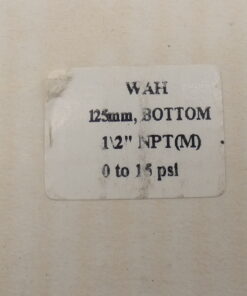 WAH
125mm, BOTTOM
1\2" NPT(M)
0 to 15 psi